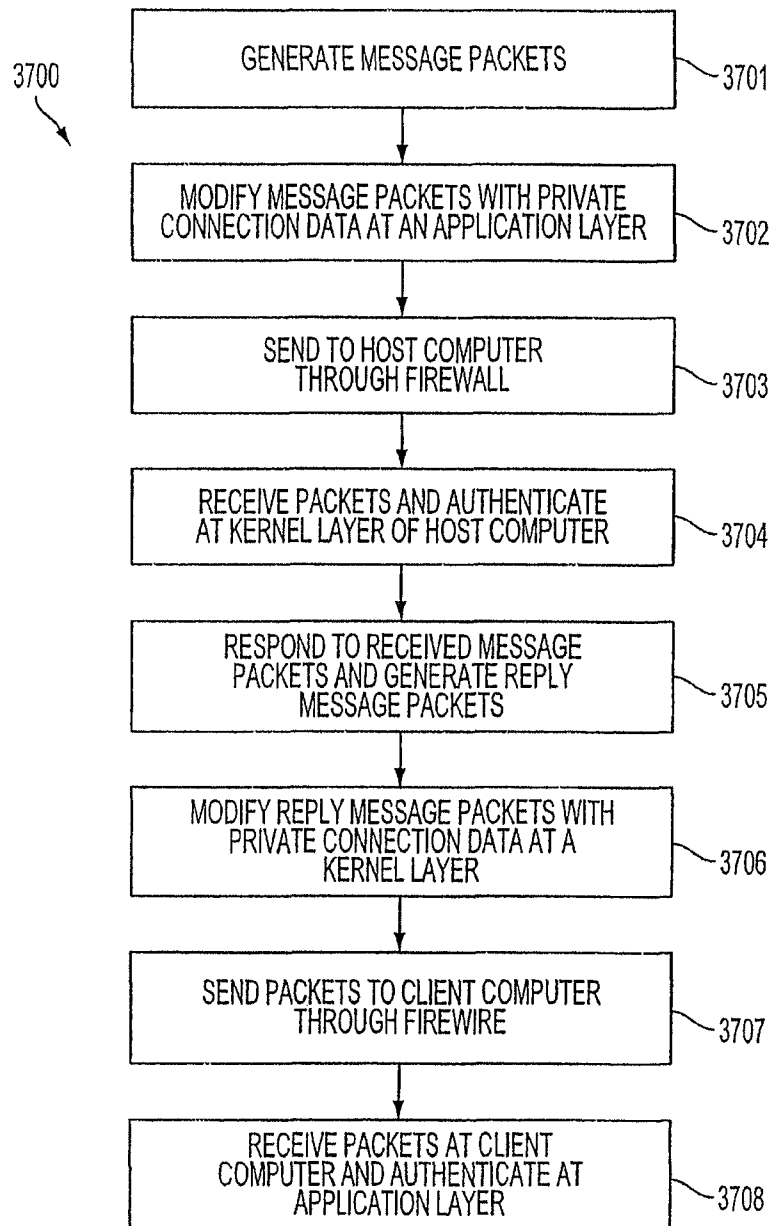 3700
GENERATE MESSAGE PACKETS
3701
MODIFY MESSAGE PACKETS WITH PRIVATE
CONNECTION DATA AT AN APPLICATION LAYER
3702
SEND TO HOST COMPUTER
THROUGH FIREWALL
3703
RECEIVE PACKETS AND AUTHENTICATE
AT KERNEL LAYER OF HOST COMPUTER
3704
RESPOND TO RECEIVED MESSAGE
PACKETS AND GENERATE REPLY
MESSAGE PACKETS
3705
MODIFY REPLY MESSAGE PACKETS WITH
PRIVATE CONNECTION DATA AT A
KERNEL LAYER
3706
SEND PACKETS TO CLIENT COMPUTER
THROUGH FIREWIRE
3707
RECEIVE PACKETS AT CLIENT
COMPUTER AND AUTHENTICATE AT
APPLICATION LAYER
3708